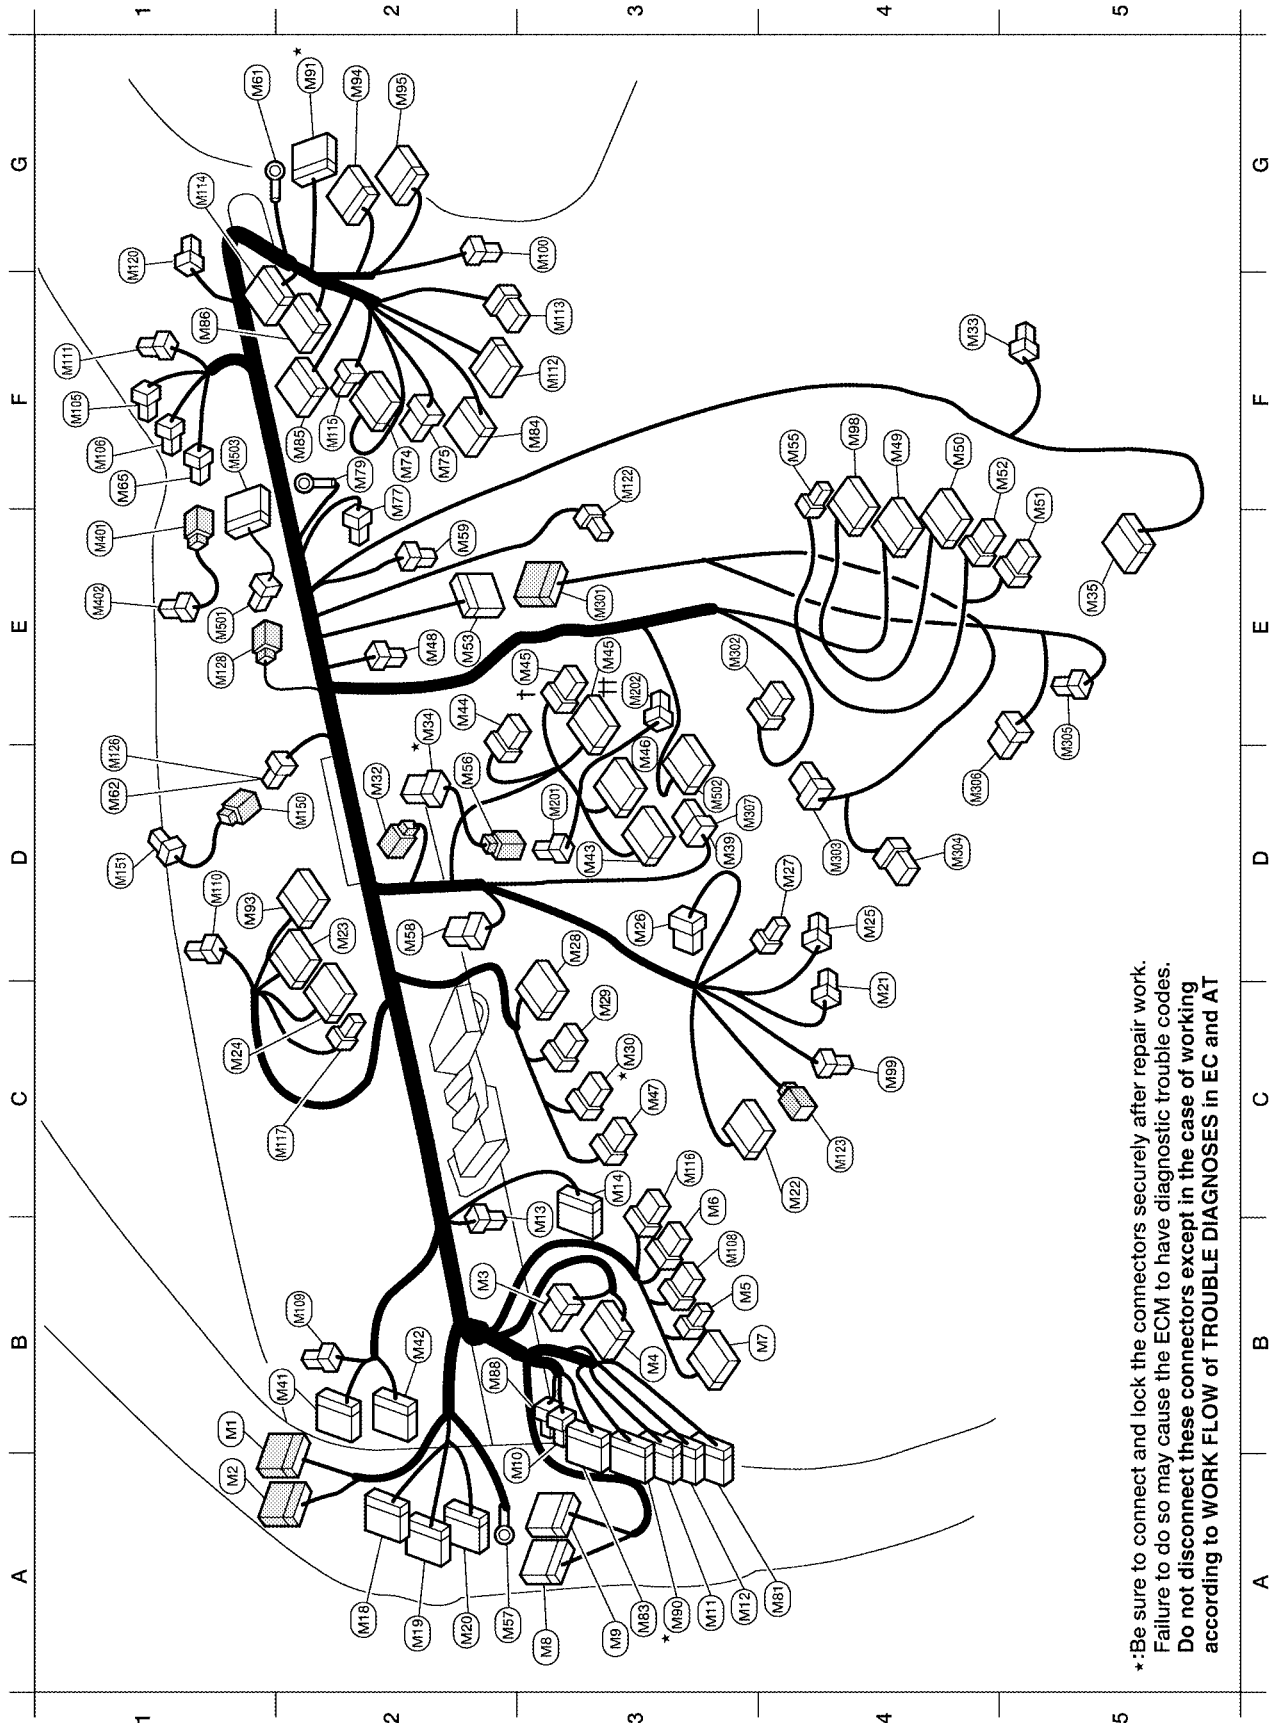 A
B
C
D
E
F
G
1
2
3
4
5
M1
M2
M41
M109
M42
M18
M19
M20
M57
M8
M9
M83
★ M90
M11
M12
M81
M10
M88
M3
M4
M7
M5
M108
M6
M116
M13
M14
M117
M24
M23
M93
M110
M151
M150
M62
M126
M58
M28
M29
M30
★
M47
M22
M123
M99
M21
M25
M27
M26
M32
★
M34
M56
M201
M43
M39
M307
M502
M46
M202
M44
M45
†
M45
††
M48
M53
M301
M59
M122
M128
M501
M402
M401
M503
M65
M106
M105
M111
M120
M86
M114
M61
M91
★
M94
M95
M100
M113
M112
M84
M75
M74
M115
M85
M79
M77
M302
M303
M304
M306
M305
M35
M51
M52
M50
M49
M98
M55
M33
★:Be sure to connect and lock the connectors securely after repair work.
Failure to do so may cause the ECM to have diagnostic trouble codes.
Do not disconnect these connectors except in the case of working
according to WORK FLOW of TROUBLE DIAGNOSES in EC and AT
A
B
C
D
E
F
G